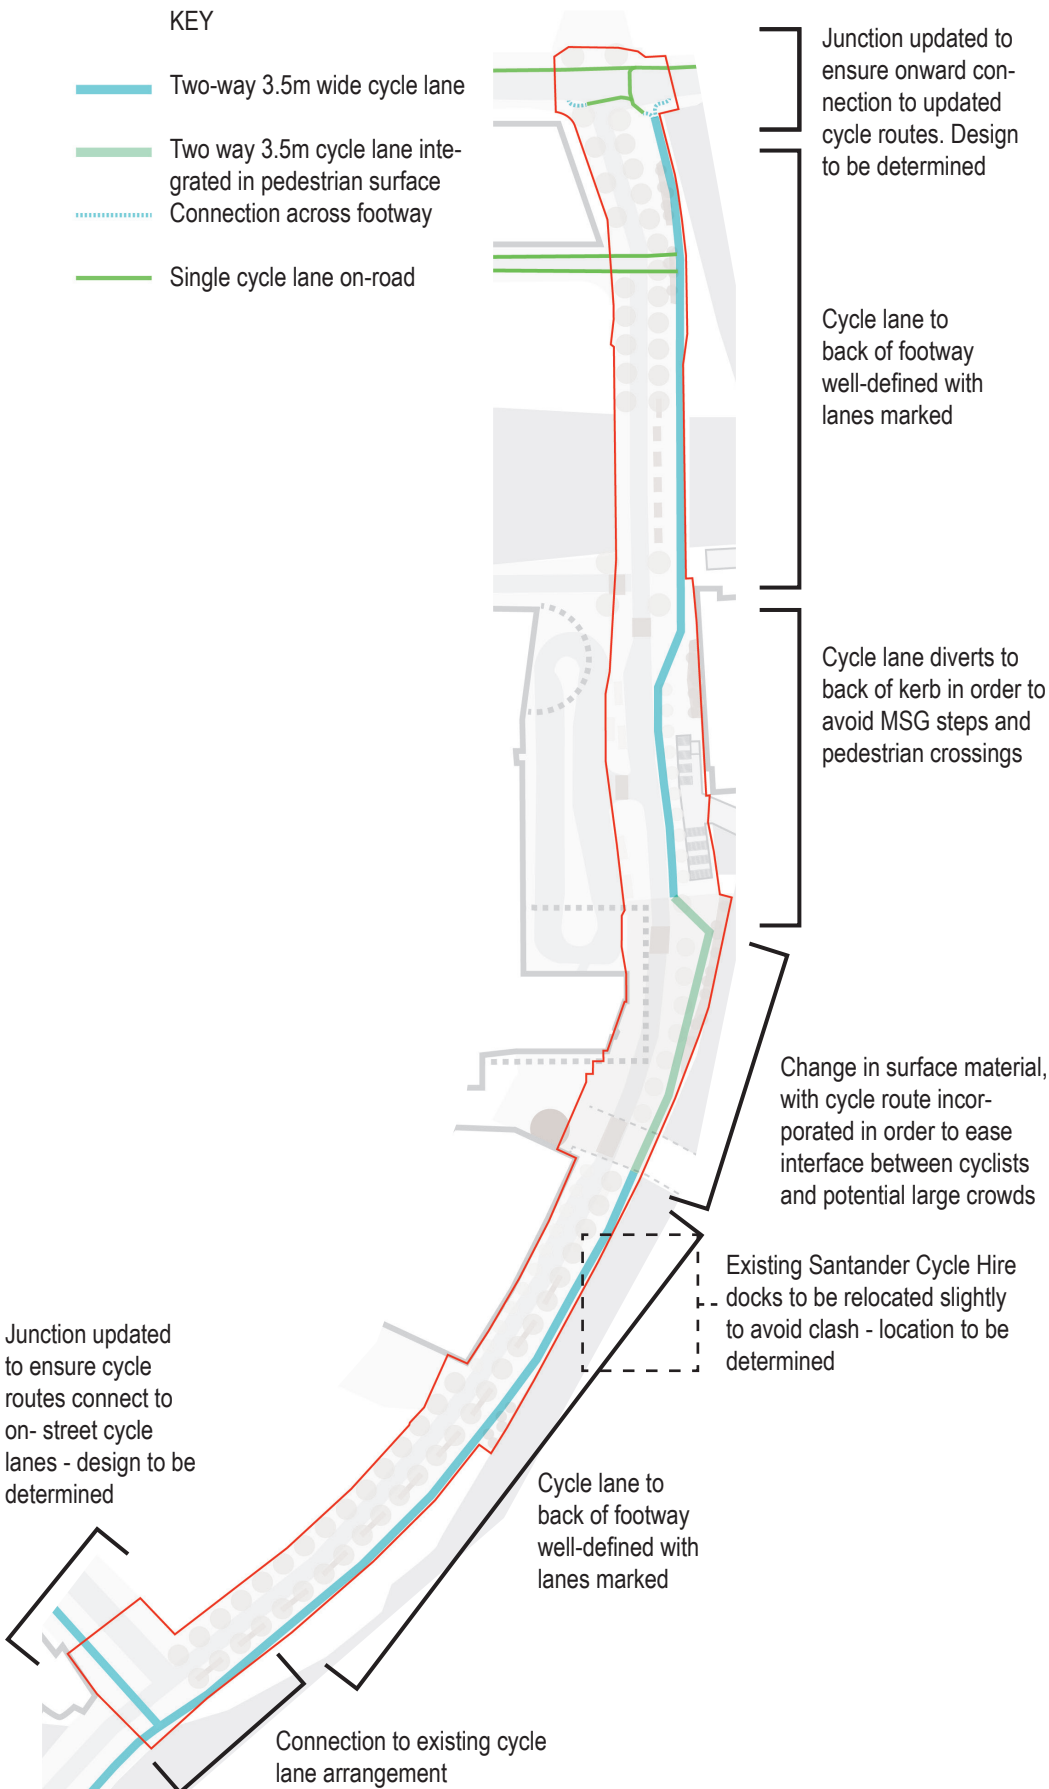 KEY
Two-way 3.5m wide cycle lane
Two way 3.5m cycle lane inte-
grated in pedestrian surface
Connection across footway
Single cycle lane on-road
Junction updated to
ensure onward con-
nection to updated
cycle routes. Design
to be determined
Cycle lane to
back of footway
well-defined with
lanes marked
Cycle lane diverts to
back of kerb in order to
avoid MSG steps and
pedestrian crossings
Change in surface material,
with cycle route incor-
porated in order to ease
interface between cyclists
and potential large crowds
Existing Santander Cycle Hire
docks to be relocated slightly
to avoid clash - location to be
determined
Junction updated
to ensure cycle
routes connect to
on- street cycle
lanes - design to be
determined
Cycle lane to
back of footway
well-defined with
lanes marked
Connection to existing cycle
lane arrangement